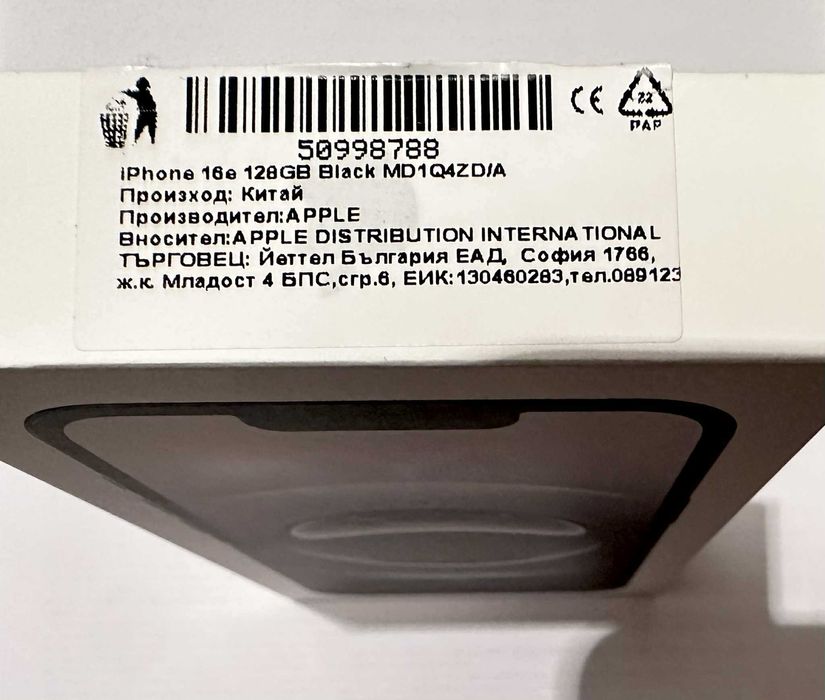 50998788
iPhone 16e 128GB Black MD1Q4ZD/A
Произход: Китай
Производител:APPLE
Вносител:APPLE DISTRIBUTION INTERNATIONAL
ТЪРГОВЕЦ: Йеттел България ЕАД, София 1766,
ж.к. Младост 4 БПС,сгр.6, ЕИК:130460283,тел.089123
CE
22
PAP